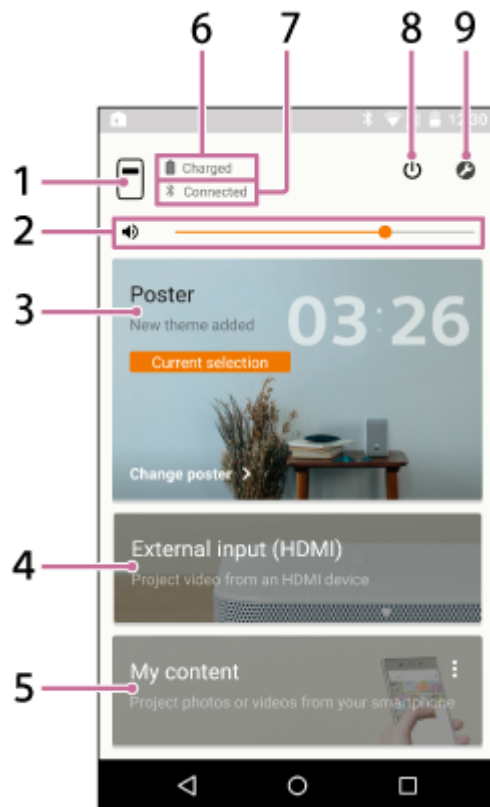 6 7 8 9
12:30
1
Charged
Connected
2
3
Poster
New theme added
03:26
Current selection
Change poster >
4
External input (HDMI)
Project video from an HDMI device
5
My content
Project photos or videos from your smartphone